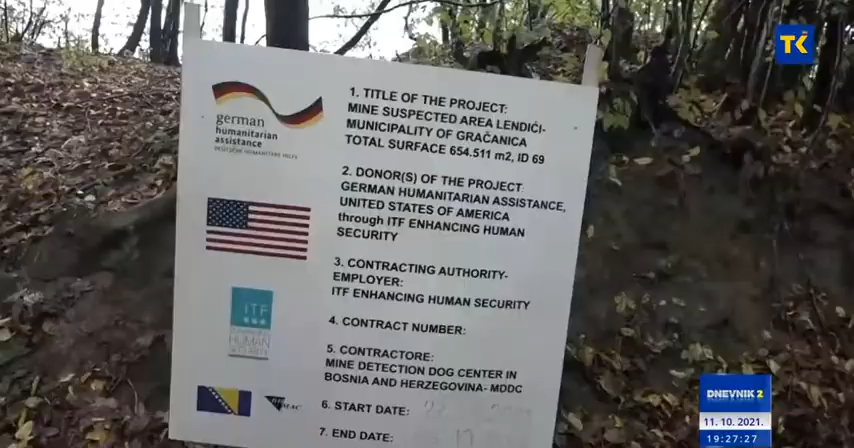 TK
german
humanitarian
assistance
DEUTSCHE HUMANITÄRE HILFE
1. TITLE OF THE PROJECT:
MINE SUSPECTED AREA LENDIĆI-
MUNICIPALITY OF GRAČANICA
TOTAL SURFACE 654.511 m2, ID 69
2. DONOR(S) OF THE PROJECT:
GERMAN HUMANITARIAN ASSISTANCE,
UNITED STATES OF AMERICA
through ITF ENHANCING HUMAN
SECURITY
ITF
HUMAN
SECURITY
3. CONTRACTING AUTHORITY-
EMPLOYER:
ITF ENHANCING HUMAN SECURITY
4. CONTRACT NUMBER:
5. CONTRACTORE:
MINE DETECTION DOG CENTER IN
BOSNIA AND HERZEGOVINA- MDDC
6. START DATE:
7. END DATE:
DNEVNIK 2
11. 10. 2021.
19:27:27